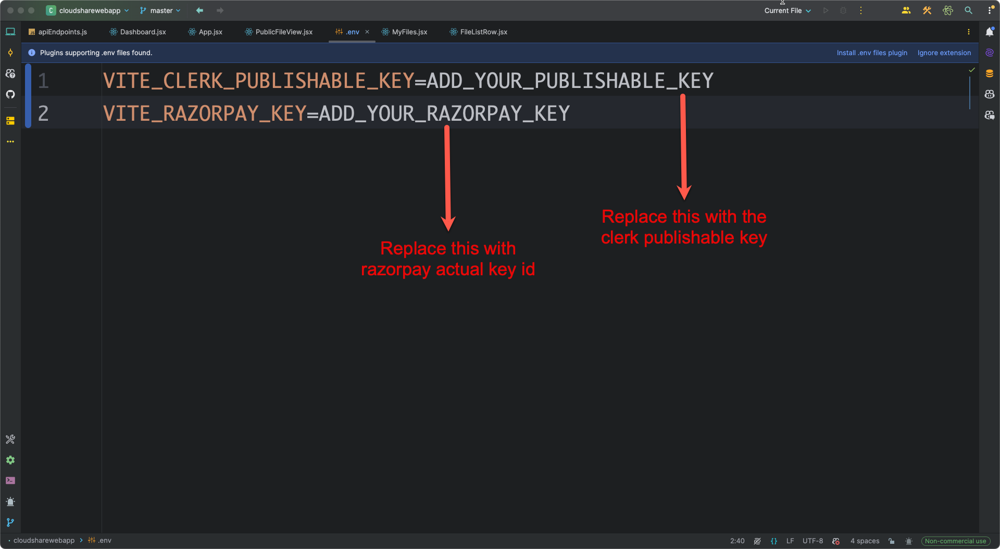 C cloudsharewebapp master Current File
apiEndpoints.js Dashboard.jsx App.jsx PublicFileView.jsx .env MyFiles.jsx FileListRow.jsx
Plugins supporting .env files found. Install .env files plugin Ignore extension
1 VITE_CLERK_PUBLISHABLE_KEY=ADD_YOUR_PUBLISHABLE_KEY
2 VITE_RAZORPAY_KEY=ADD_YOUR_RAZORPAY_KEY
Replace this with the
clerk publishable key
Replace this with
razorpay actual key id
cloudsharewebapp .env 2:40 {} LF UTF-8 4 spaces Non-commercial use